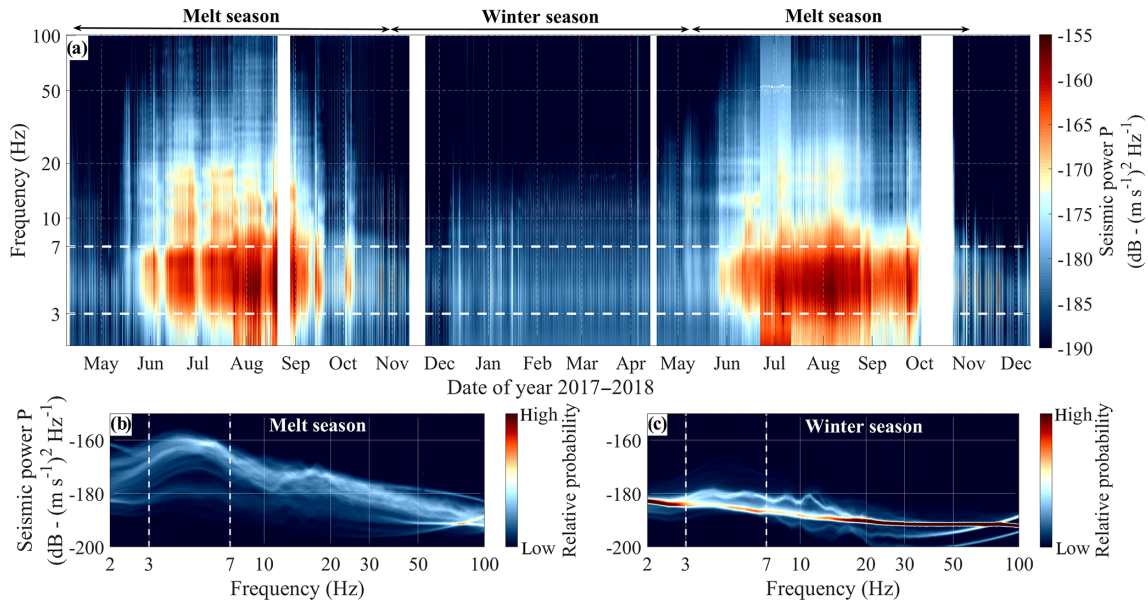 Melt season Winter season Melt season
(a)
100
50
20
10
7
3
Frequency (Hz)
May Jun Jul Aug Sep Oct Nov Dec Jan Feb Mar Apr May Jun Jul Aug Sep Oct Nov Dec
Date of year 2017–2018
-155
-160
-165
-170
-175
-180
-185
-190
Seismic power P
(dB - (m s⁻¹)² Hz⁻¹)
(b) Melt season
-160
-180
-200
Seismic power P
(dB - (m s⁻¹)² Hz⁻¹)
2 3 7 10 20 30 50 100
Frequency (Hz)
High
Low
Relative probability
(c) Winter season
-160
-180
-200
2 3 7 10 20 30 50 100
Frequency (Hz)
High
Low
Relative probability